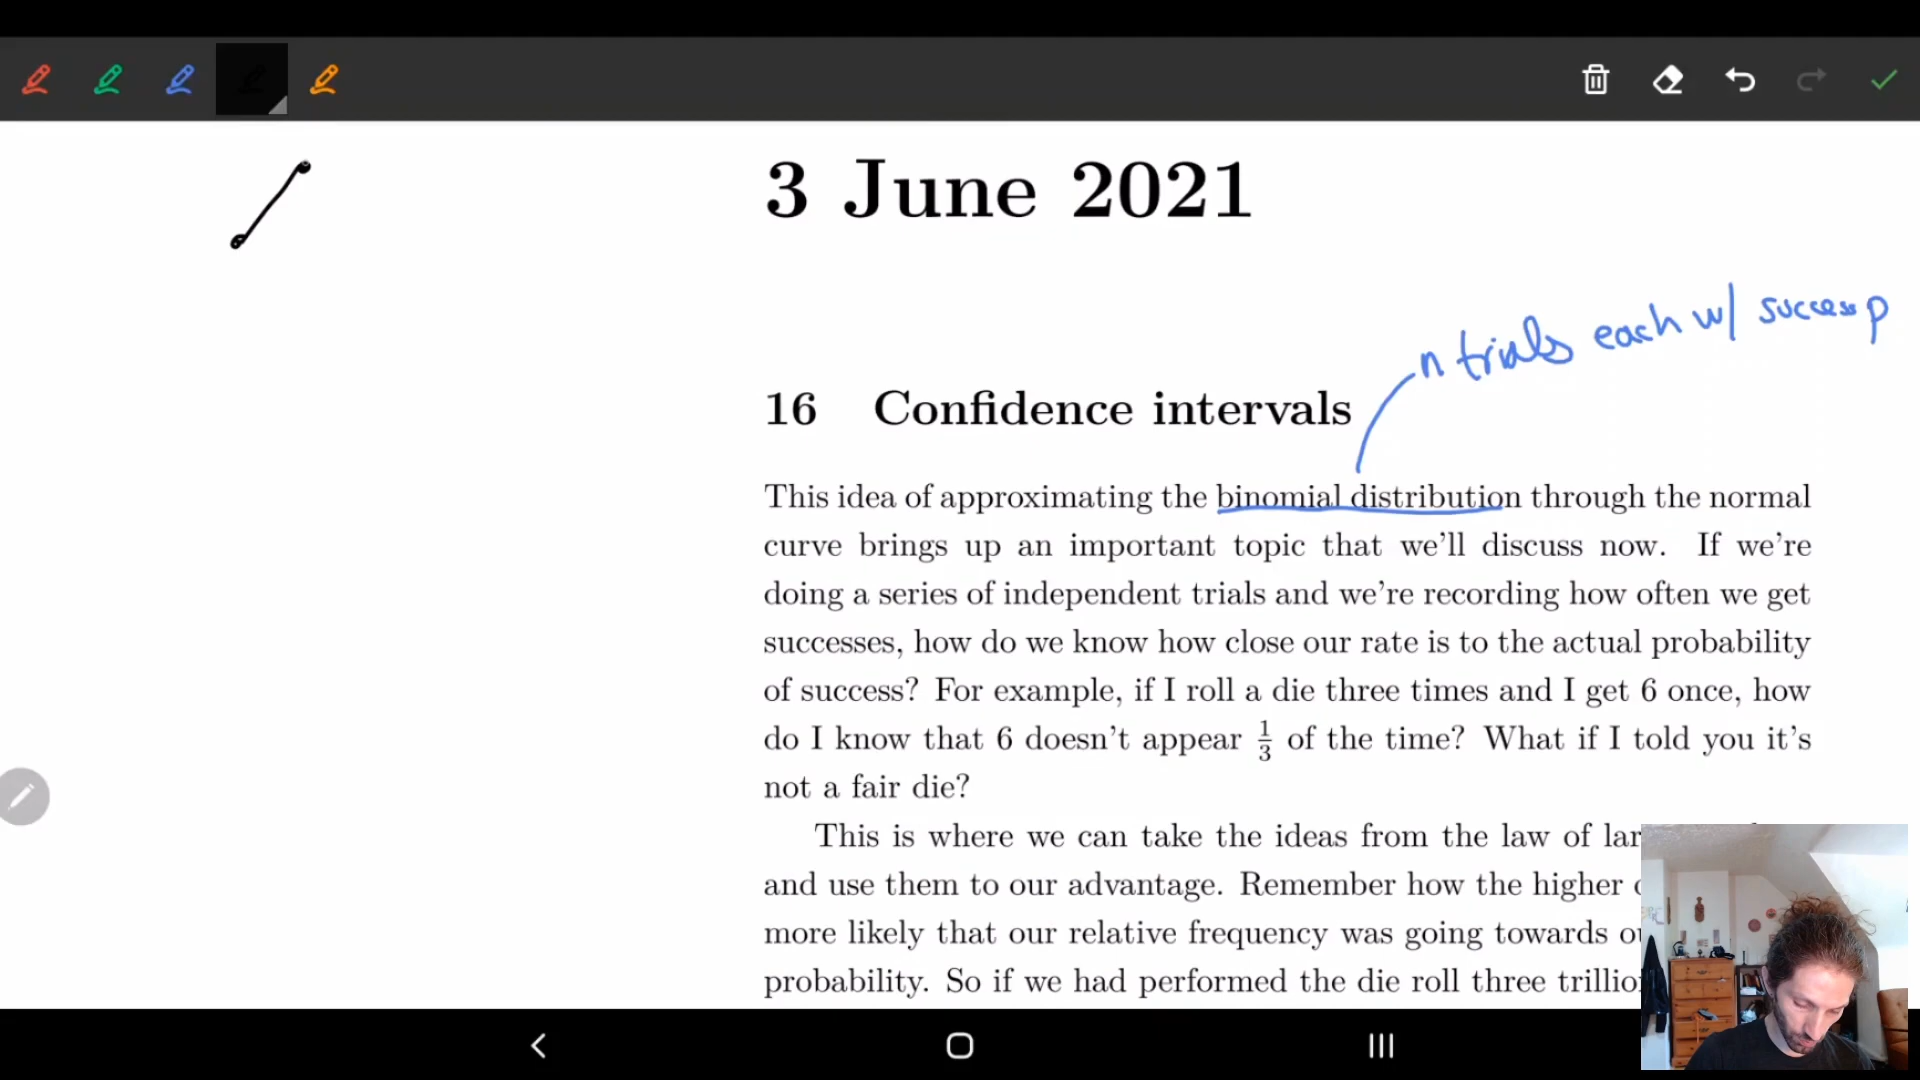 3 June 2021
n trials each w/ success p
16 Confidence intervals
This idea of approximating the binomial distribution through the normal
curve brings up an important topic that we'll discuss now. If we're
doing a series of independent trials and we're recording how often we get
successes, how do we know how close our rate is to the actual probability
of success? For example, if I roll a die three times and I get 6 once, how
do I know that 6 doesn't appear 1/3 of the time? What if I told you it's
not a fair die?
This is where we can take the ideas from the law of
and use them to our advantage. Remember how the higher
more likely that our relative frequency was going towards
probability. So if we had performed the die roll three